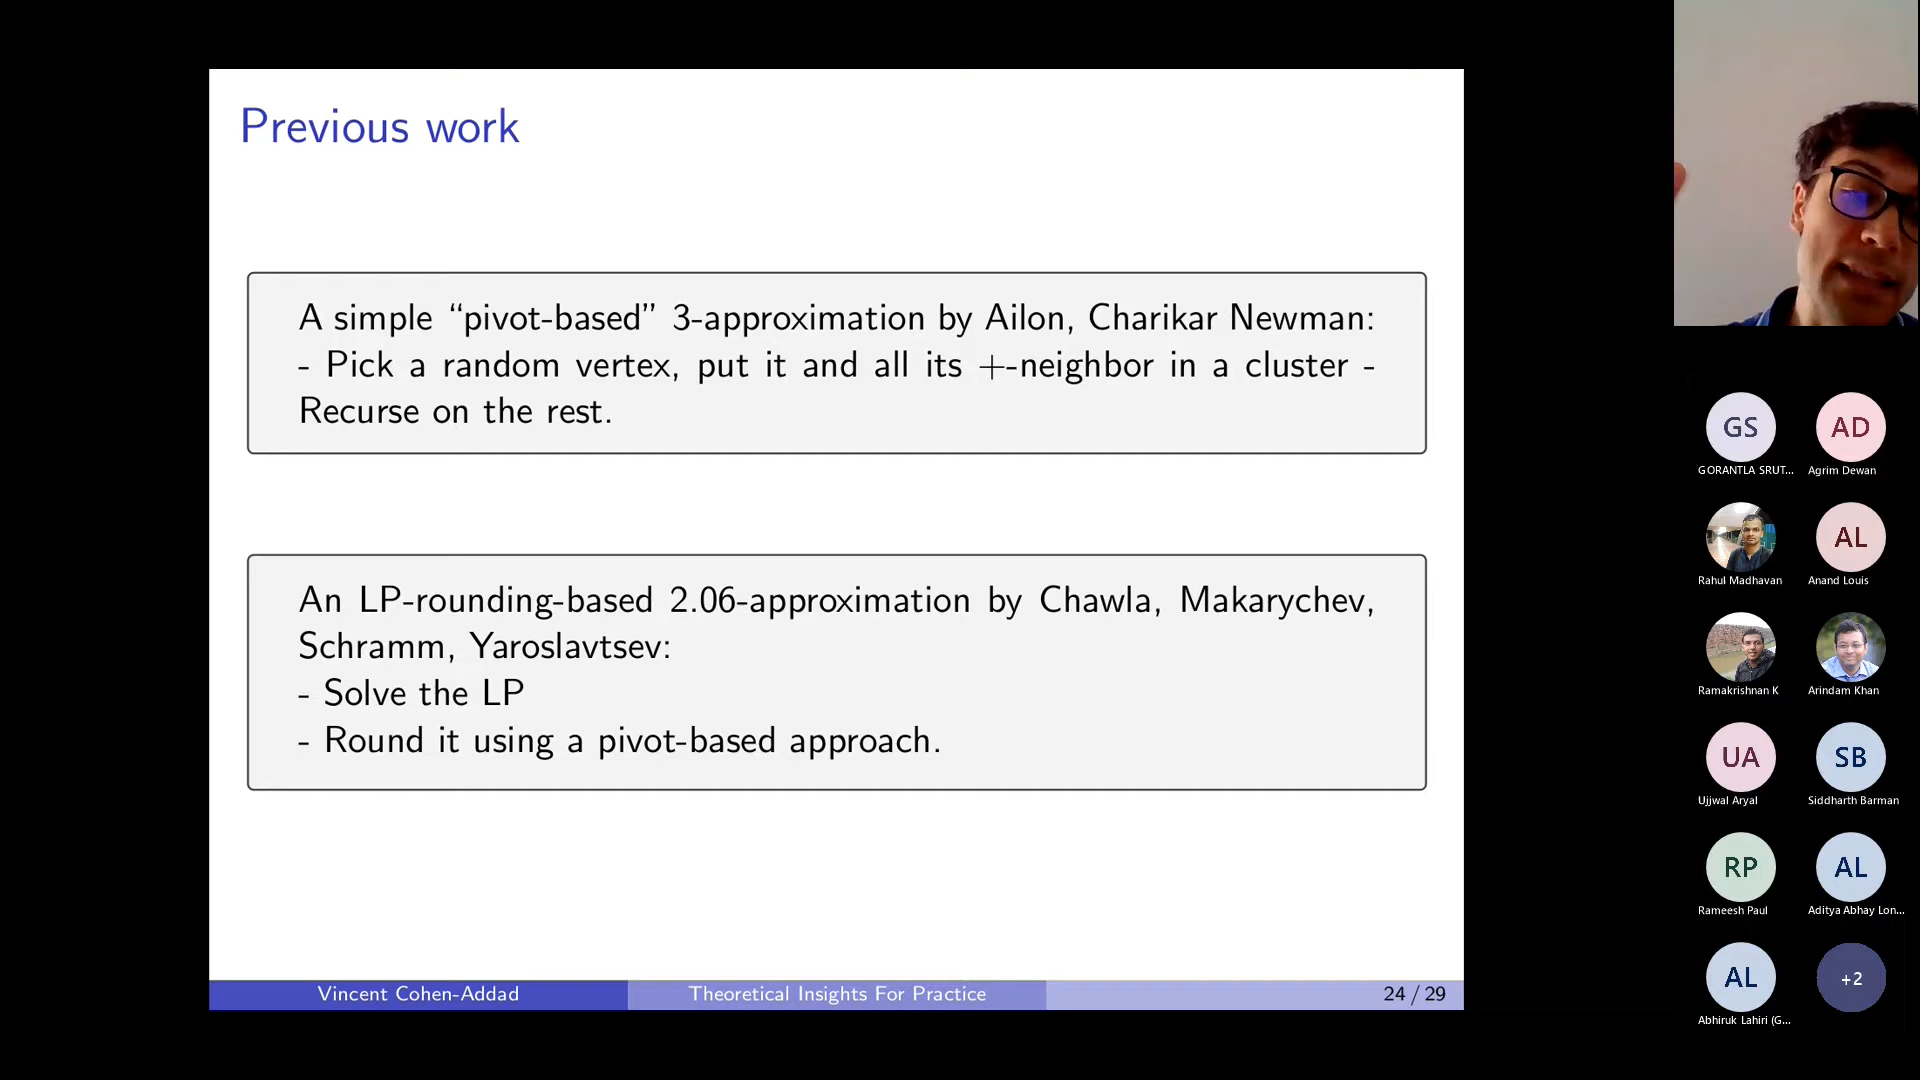 Previous work
A simple “pivot-based” 3-approximation by Ailon, Charikar Newman:
- Pick a random vertex, put it and all its +-neighbor in a cluster -
Recurse on the rest.
An LP-rounding-based 2.06-approximation by Chawla, Makarychev,
Schramm, Yaroslavtsev:
- Solve the LP
- Round it using a pivot-based approach.
Vincent Cohen-Addad
Theoretical Insights For Practice
24 / 29
GS
AD
GORANTLA SRUT...
Agrim Dewan
AL
Rahul Madhavan
Anand Louis
Ramakrishnan K
Arindam Khan
UA
SB
Ujjwal Aryal
Siddharth Barman
RP
AL
Rameesh Paul
Aditya Abhay Lon...
AL
+2
Abhiruk Lahiri (G...